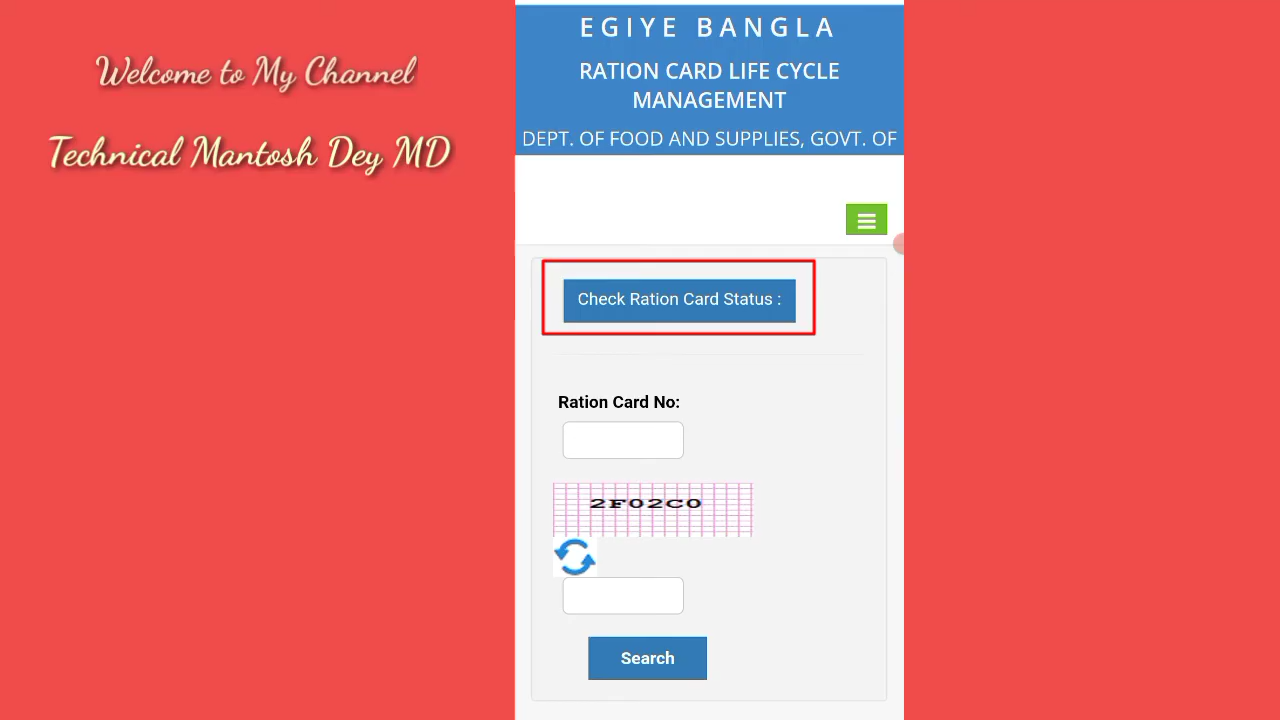 Welcome to My Channel
Technical Mantosh Dey MD
EGIYE BANGLA
RATION CARD LIFE CYCLE
MANAGEMENT
DEPT. OF FOOD AND SUPPLIES, GOVT. OF
Check Ration Card Status :
Ration Card No:
2F02C0
Search